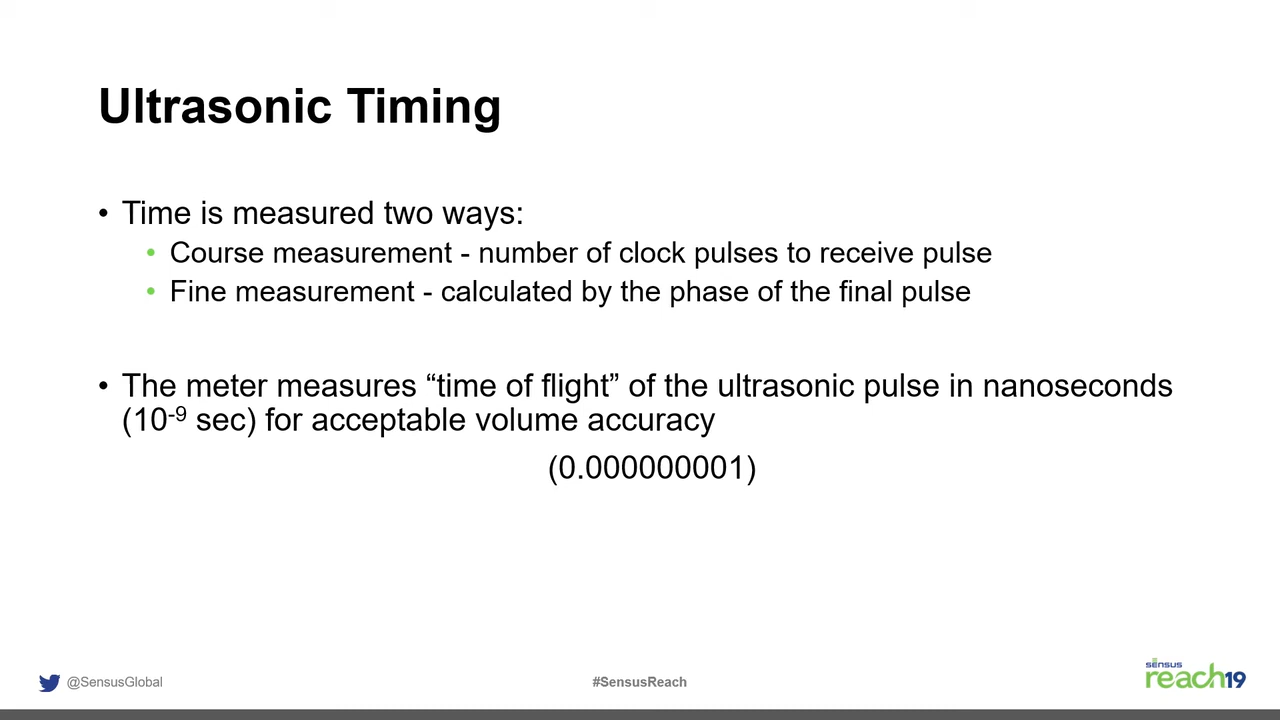 Ultrasonic Timing
• Time is measured two ways:
• Course measurement - number of clock pulses to receive pulse
• Fine measurement - calculated by the phase of the final pulse
• The meter measures “time of flight” of the ultrasonic pulse in nanoseconds
(10⁻⁹ sec) for acceptable volume accuracy
(0.000000001)
@SensusGlobal
#SensusReach
sensus
reach19